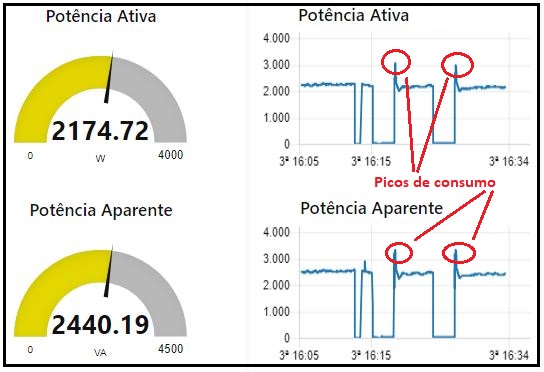 Potência Ativa
2174.72
0
W
4000
Potência Ativa
4.000
3.000
2.000
1.000
0
3ª 16:05
3ª 16:15
3ª 16:34
Picos de consumo
Potência Aparente
2440.19
0
VA
4500
Potência Aparente
4.000
3.000
2.000
1.000
0
3ª 16:05
3ª 16:15
3ª 16:34